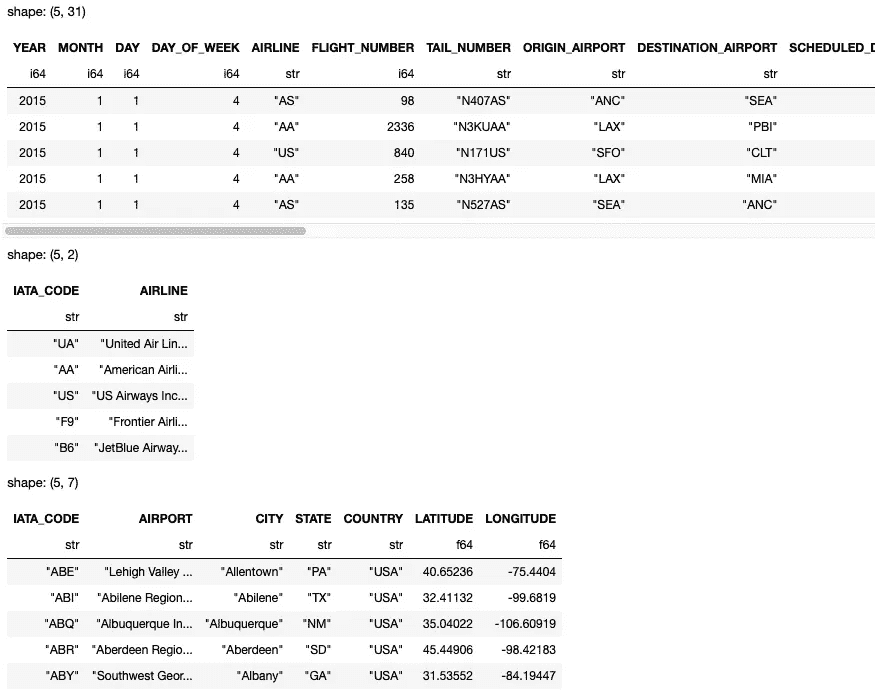 shape: (5, 31)
YEAR MONTH DAY DAY_OF_WEEK AIRLINE FLIGHT_NUMBER TAIL_NUMBER ORIGIN_AIRPORT DESTINATION_AIRPORT SCHEDULED_D
i64 i64 i64 i64 str i64 str str str
2015 1 1 4 "AS" 98 "N407AS" "ANC" "SEA"
2015 1 1 4 "AA" 2336 "N3KUAA" "LAX" "PBI"
2015 1 1 4 "US" 840 "N171US" "SFO" "CLT"
2015 1 1 4 "AA" 258 "N3HYAA" "LAX" "MIA"
2015 1 1 4 "AS" 135 "N527AS" "SEA" "ANC"
shape: (5, 2)
IATA_CODE AIRLINE
str str
"UA" "United Air Lin...
"AA" "American Airli...
"US" "US Airways Inc...
"F9" "Frontier Airli...
"B6" "JetBlue Airway...
shape: (5, 7)
IATA_CODE AIRPORT CITY STATE COUNTRY LATITUDE LONGITUDE
str str str str str f64 f64
"ABE" "Lehigh Valley ... "Allentown" "PA" "USA" 40.65236 -75.4404
"ABI" "Abilene Region... "Abilene" "TX" "USA" 32.41132 -99.6819
"ABQ" "Albuquerque In... "Albuquerque" "NM" "USA" 35.04022 -106.60919
"ABR" "Aberdeen Regio... "Aberdeen" "SD" "USA" 45.44906 -98.42183
"ABY" "Southwest Geor... "Albany" "GA" "USA" 31.53552 -84.19447